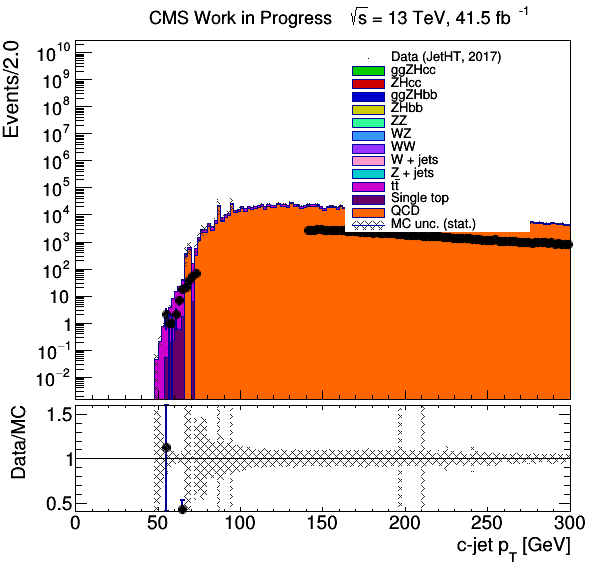 CMS Work in Progress √s = 13 TeV, 41.5 fb⁻¹
Events/2.0
10¹⁰
10⁹
10⁸
10⁷
10⁶
10⁵
10⁴
10³
10²
10
1
10⁻¹
10⁻²
Data (JetHT, 2017)
ggZHcc
ZHcc
ggZHbb
ZHbb
ZZ
WZ
WW
W + jets
Z + jets
tt̄
Single top
QCD
MC unc. (stat.)
Data/MC
1.5
1
0.5
0 50 100 150 200 250 300
c-jet p_T [GeV]